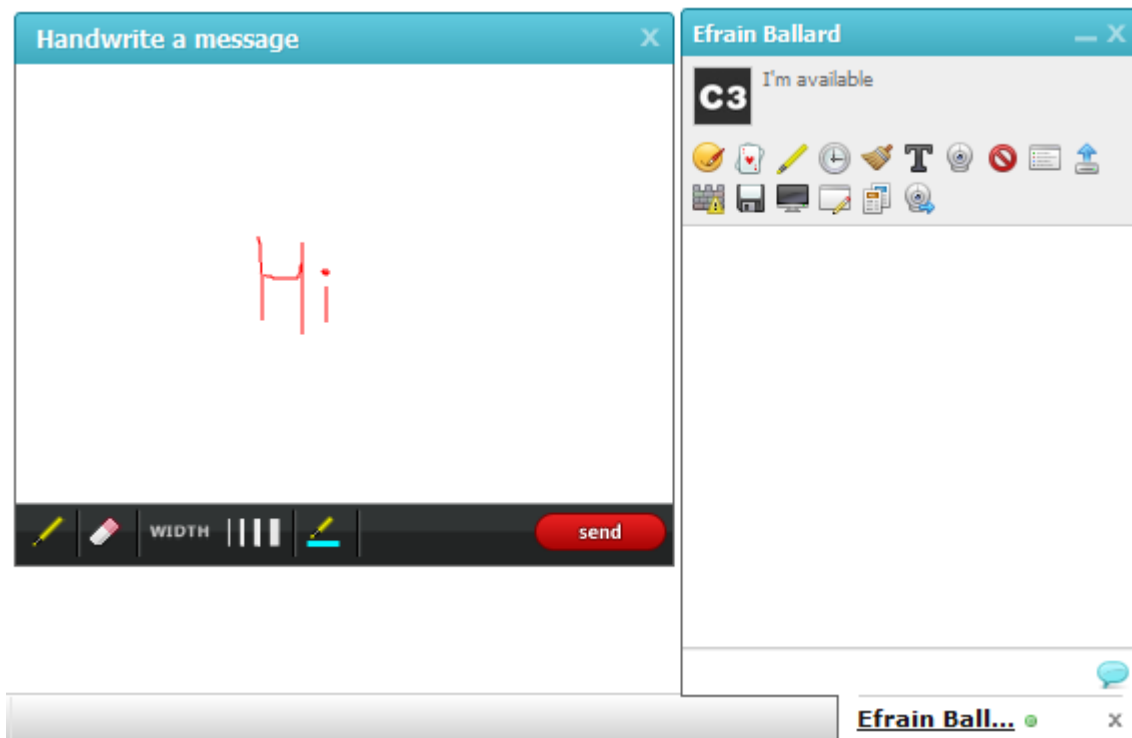 Handwrite a message
X
Efrain Ballard
X
C3
I'm available
T
Hi
WIDTH
send
Efrain Ball...
x